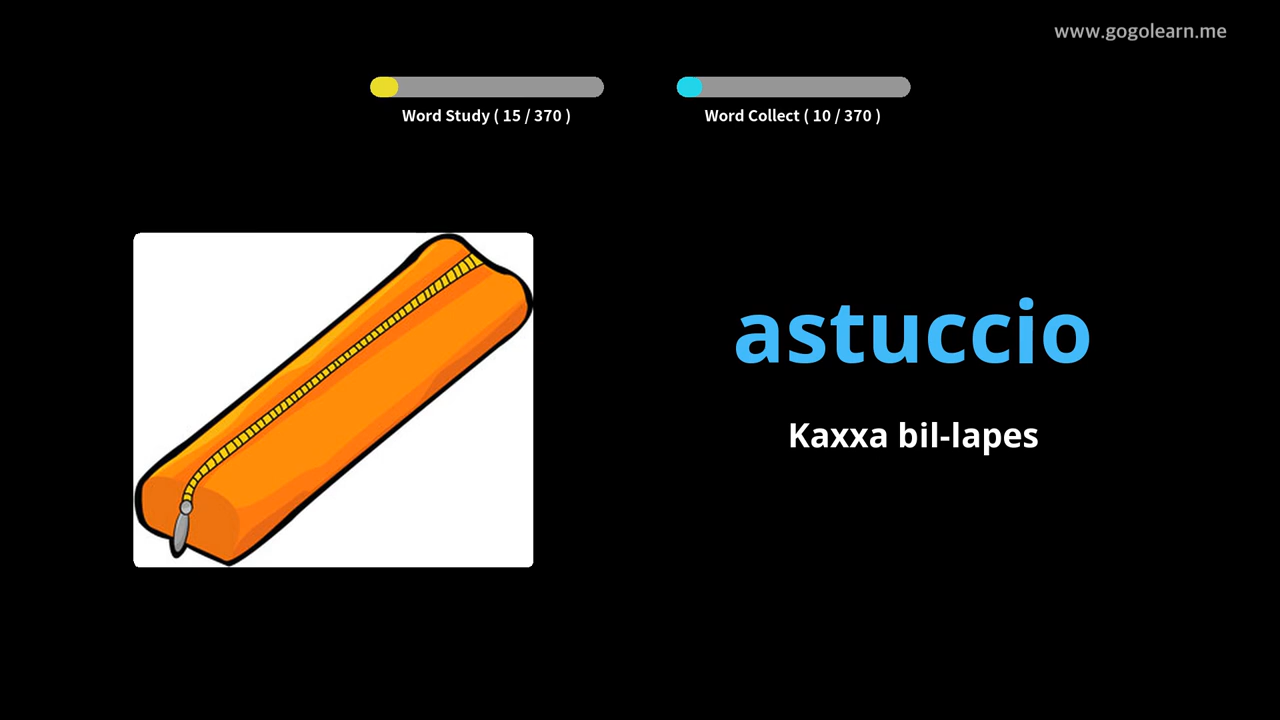 www.gogolearn.me
Word Study ( 15 / 370 )
Word Collect ( 10 / 370 )
astuccio
Kaxxa bil-lapes